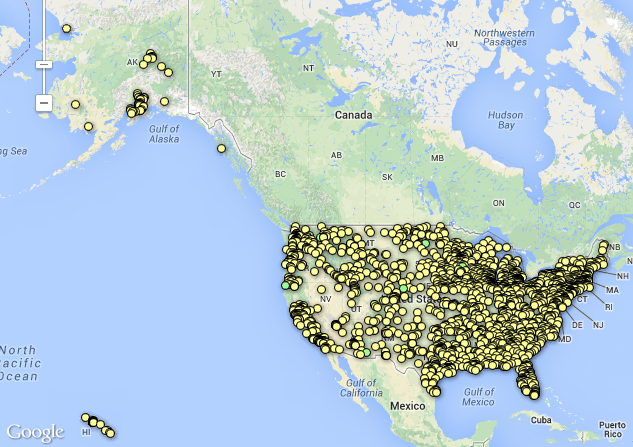 NU
Northwestern
Passages
AK
YT
NT
Canada
Hudson
Bay
Gulf of
Alaska
ng Sea
AB
MB
BC
SK
ON
QC
MT
NB
NH
NV
UT
d Sta
MA
CT
RI
DE
NJ
MD
North
acific
Ocean
Gulf of
California
Gulf of
Mexico
Mexico
Cuba
Puerto
Rico
HI
Google